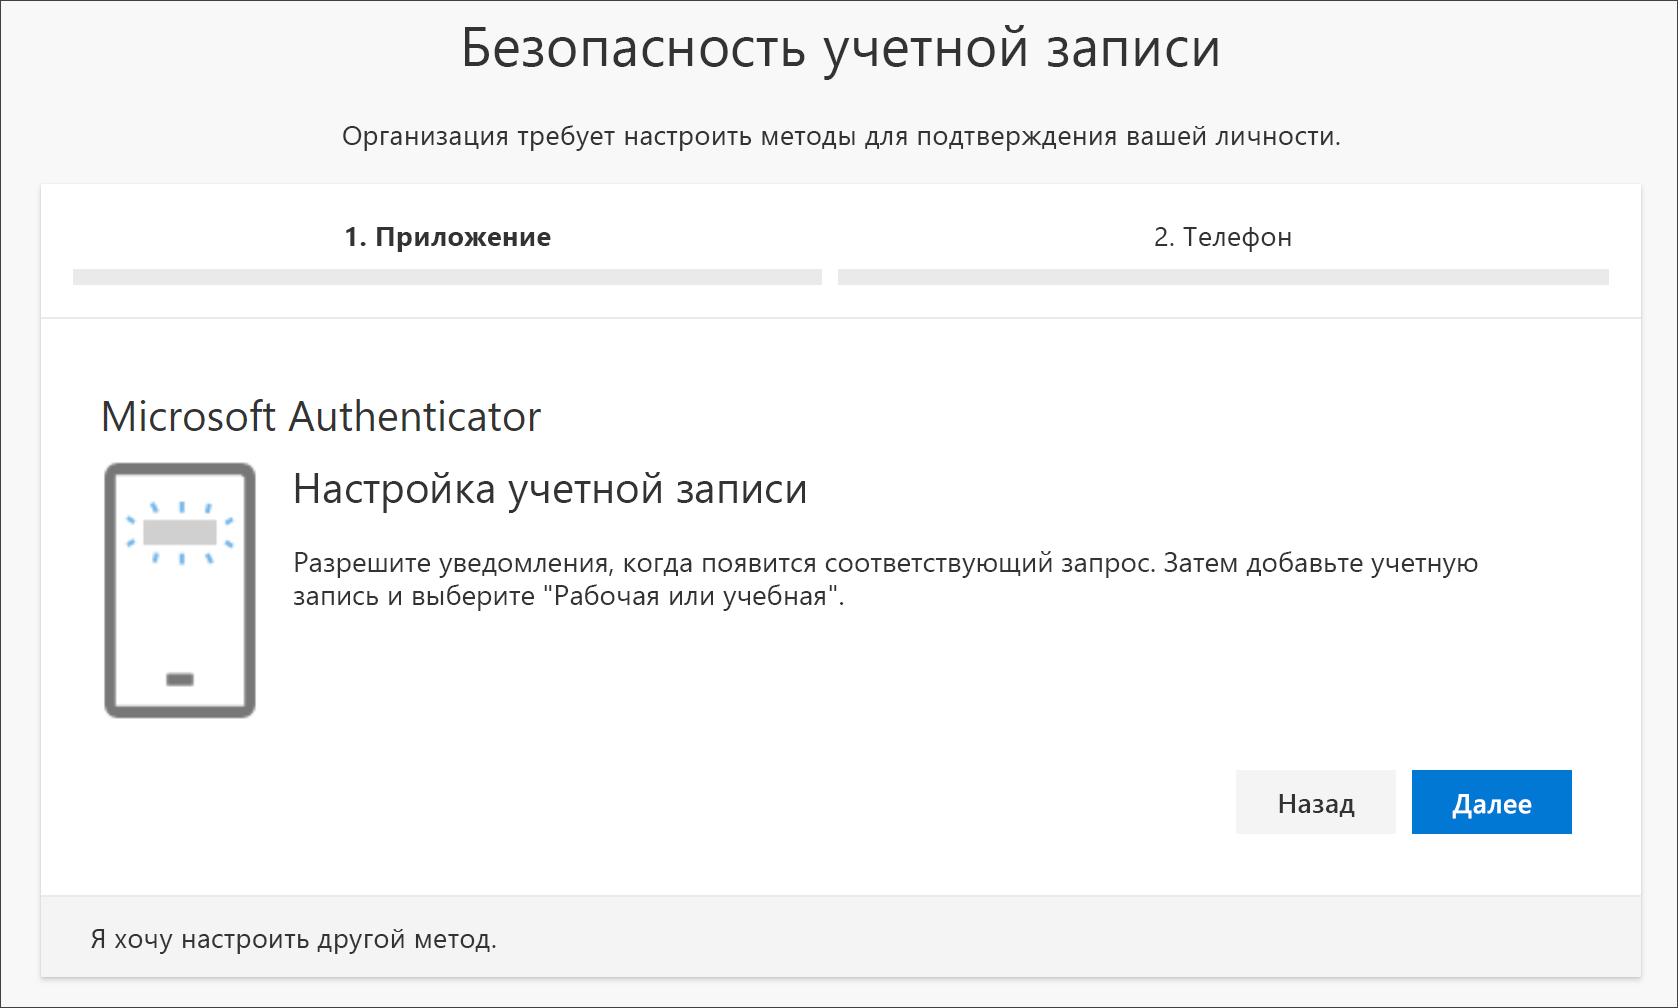 Безопасность учетной записи
Организация требует настроить методы для подтверждения вашей личности.
1. Приложение
2. Телефон
Microsoft Authenticator
Настройка учетной записи
Разрешите уведомления, когда появится соответствующий запрос. Затем добавьте учетную
запись и выберите "Рабочая или учебная".
Назад
Далее
Я хочу настроить другой метод.